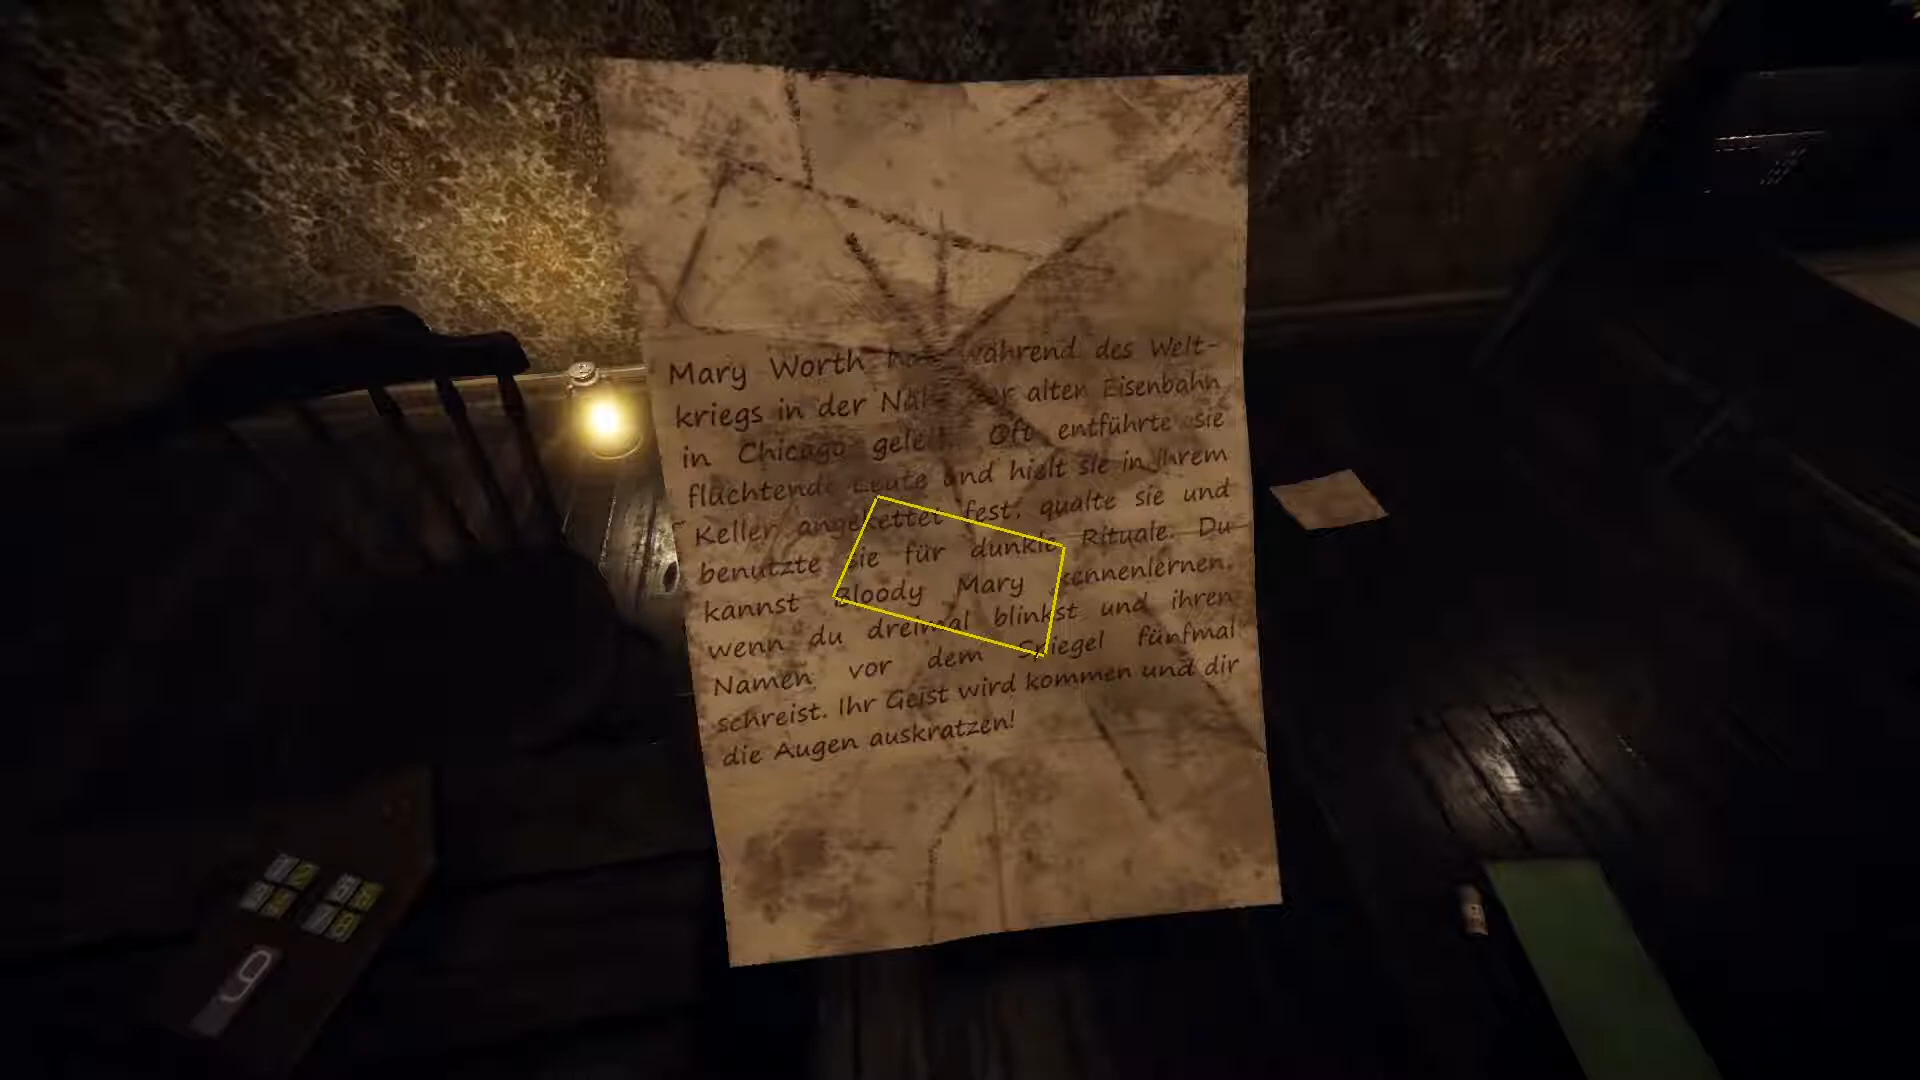 Mary Worth hat während des Welt-
kriegs in der Nähe der alten Eisenbahn
in Chicago gelebt. Oft entführte sie
flüchtende Leute und hielt sie in ihrem
Keller angekettet fest, qualte sie und
benutzte sie für dunkle Rituale. Du
kannst Bloody Mary kennenlernen,
wenn du dreimal blinkst und ihren
Namen vor dem Spiegel fünfmal
schreist. Ihr Geist wird kommen und dir
die Augen auskratzen!